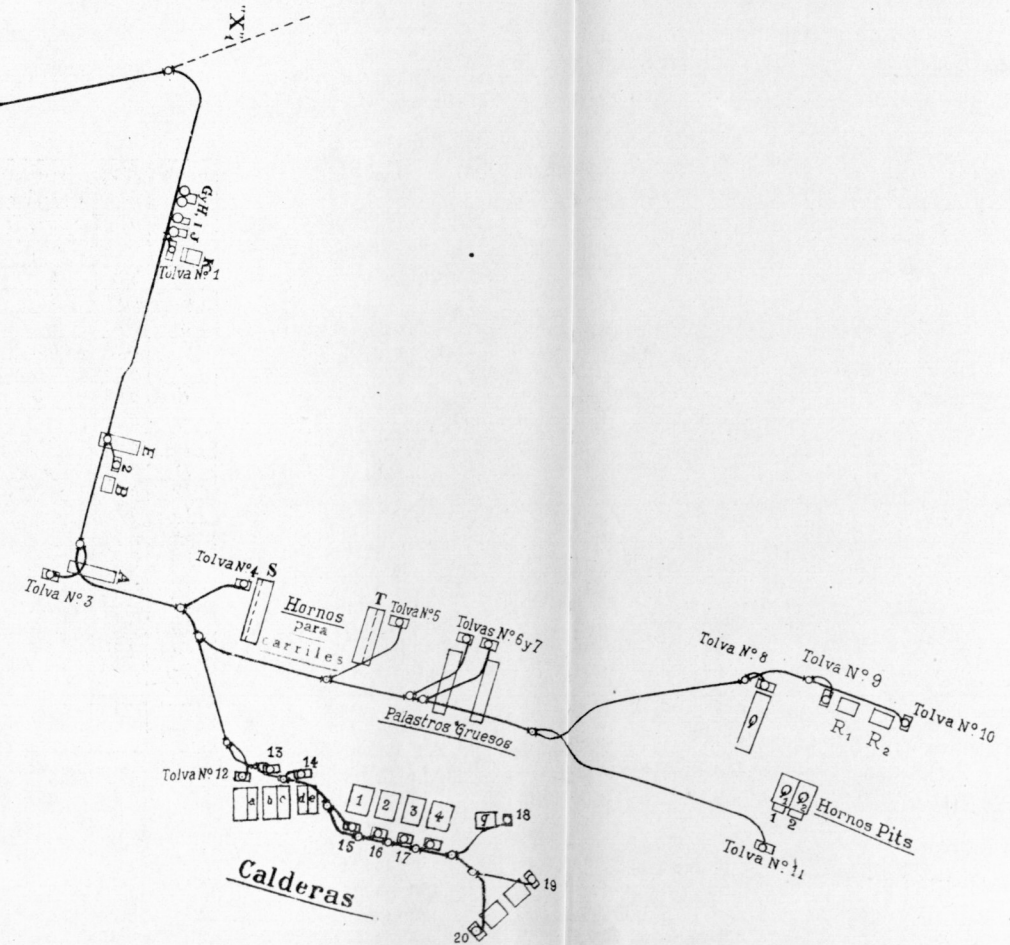 "X"
G y H.
I
J
K
Tolva Nº 1
E
2
B
A
Tolva Nº 3
Tolva Nº 4
S
Hornos
para
carriles
T
Tolva Nº 5
Tolvas Nº 6 y 7
Palastros Gruesos
Tolva Nº 8
Tolva Nº 9
Tolva Nº 10
Q
R₁
R₂
Q₁
Q₂
1
2
Hornos Pits
Tolva Nº 11
Tolva Nº 12
13
14
a
b
c
d
e
1
2
3
4
15
16
17
g
18
19
20
Calderas